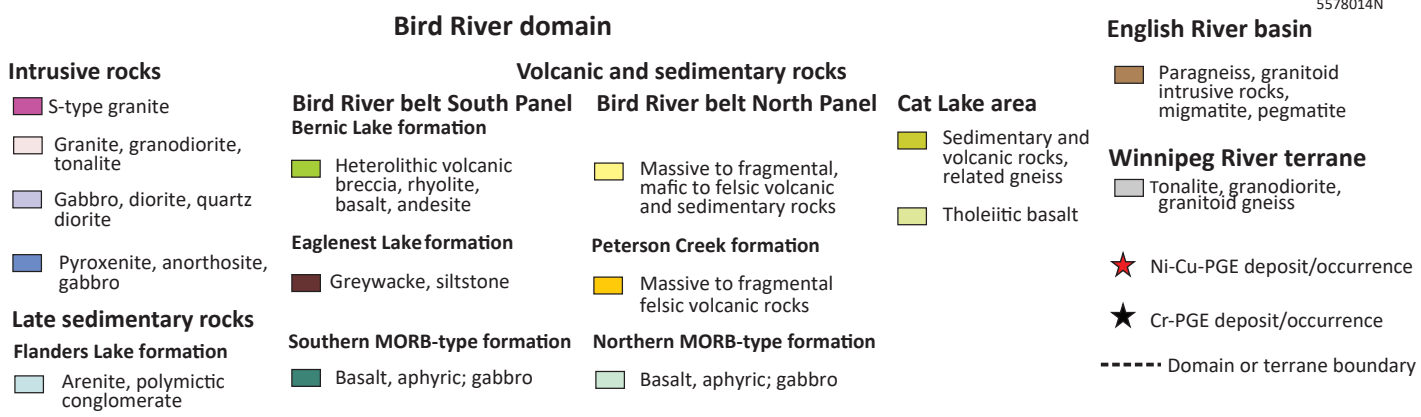 5578014N
Bird River domain
Intrusive rocks
S-type granite
Granite, granodiorite,
tonalite
Gabbro, diorite, quartz
diorite
Pyroxenite, anorthosite,
gabbro
Late sedimentary rocks
Flanders Lake formation
Arenite, polymictic
conglomerate
Volcanic and sedimentary rocks
Bird River belt South Panel
Bernic Lake formation
Heterolithic volcanic
breccia, rhyolite,
basalt, andesite
Eaglenest Lake formation
Greywacke, siltstone
Southern MORB-type formation
Basalt, aphyric; gabbro
Bird River belt North Panel
Massive to fragmental,
mafic to felsic volcanic
and sedimentary rocks
Peterson Creek formation
Massive to fragmental
felsic volcanic rocks
Northern MORB-type formation
Basalt, aphyric; gabbro
Cat Lake area
Sedimentary and
volcanic rocks,
related gneiss
Tholeiitic basalt
English River basin
Paragneiss, granitoid
intrusive rocks,
migmatite, pegmatite
Winnipeg River terrane
Tonalite, granodiorite,
granitoid gneiss
Ni-Cu-PGE deposit/occurrence
Cr-PGE deposit/occurrence
Domain or terrane boundary